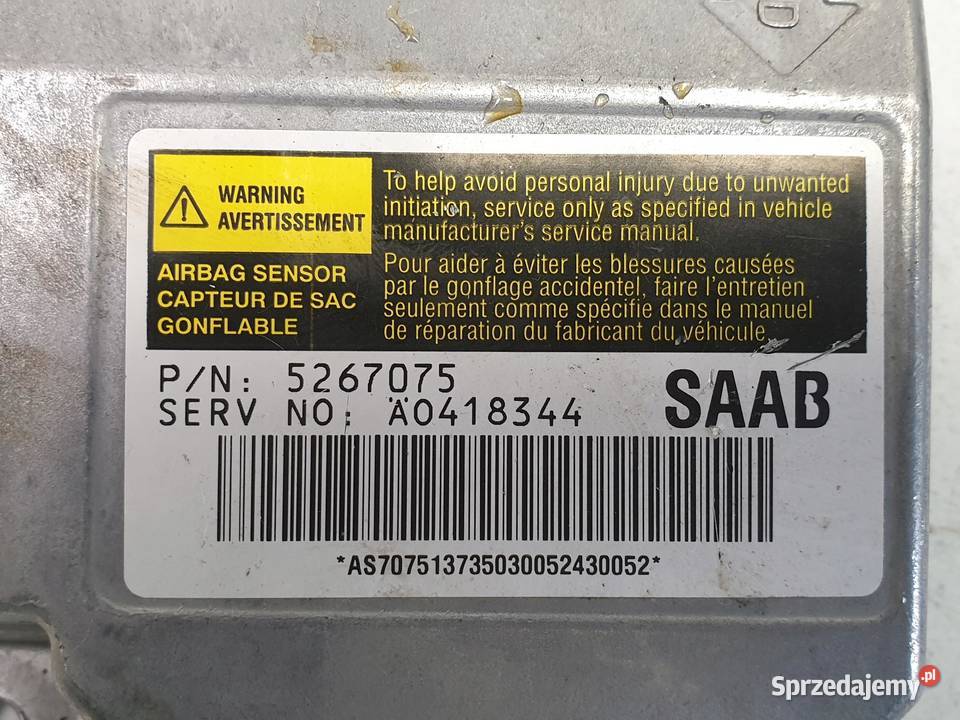 D
WARNING
AVERTISSEMENT
AIRBAG SENSOR
CAPTEUR DE SAC
GONFLABLE
To help avoid personal injury due to unwanted
initiation, service only as specified in vehicle
manufacturer's service manual.
Pour aider à éviter les blessures causées
par le gonflage accidentel, faire l'entretien
seulement comme spécifie dans le manuel
de réparation du fabricant du véhicule.
P/N: 5267075
SERV NO: A0418344
SAAB
*AS707513735030052430052*
Sprzedajemy.pl